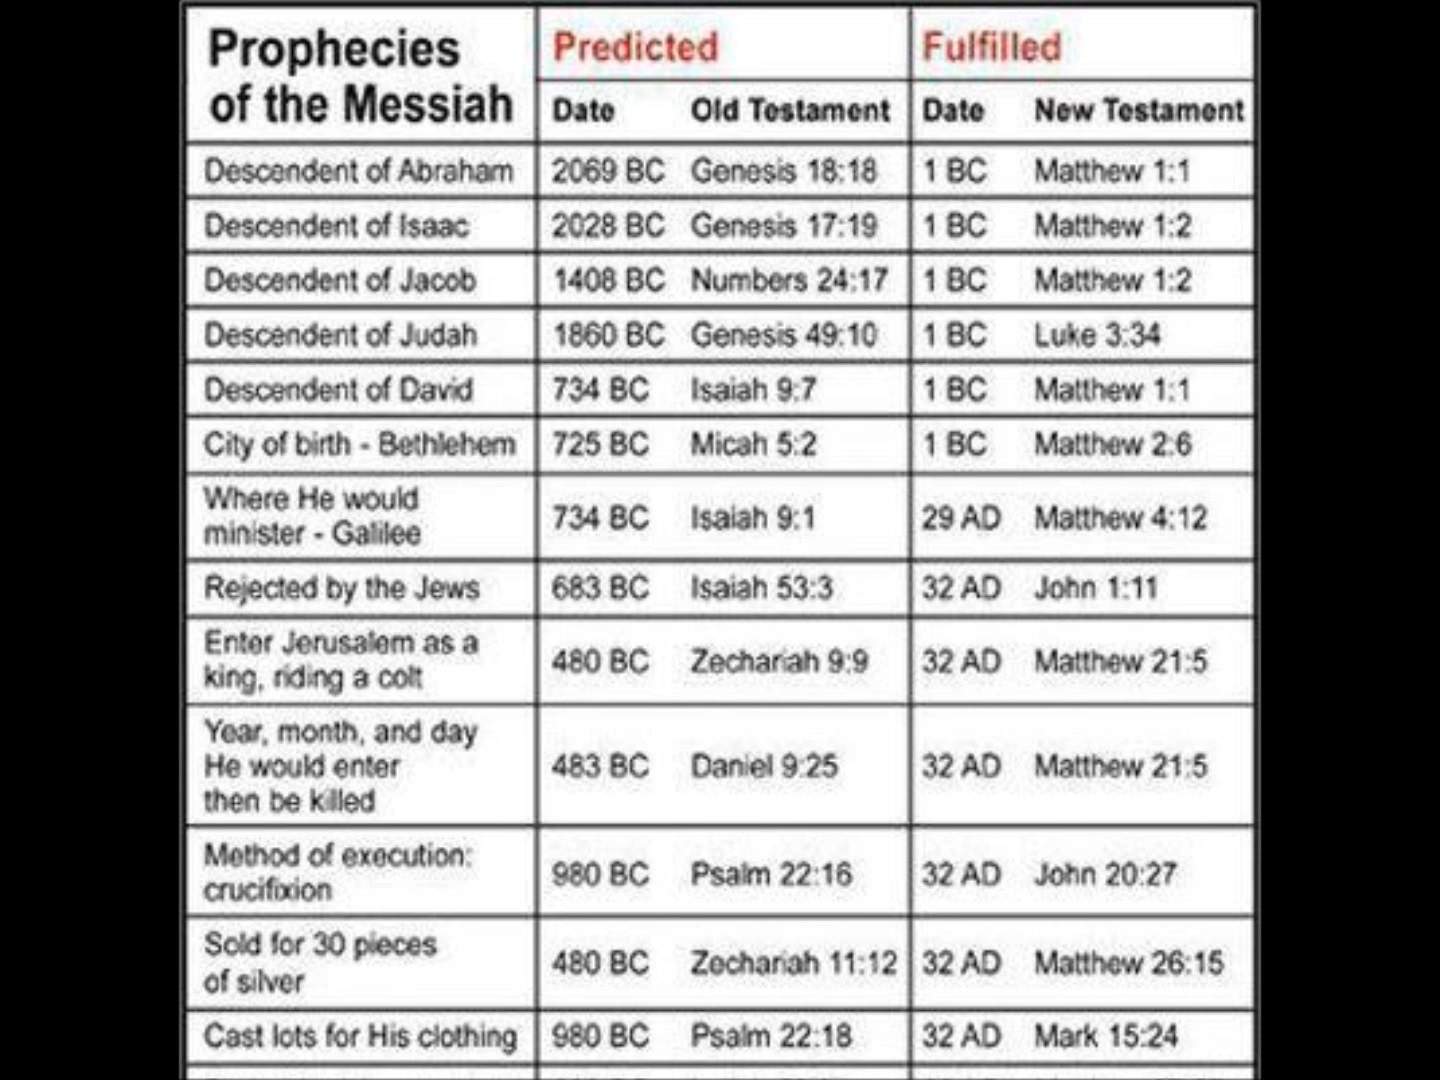 Prophecies of the Messiah
Predicted
Fulfilled
Date Old Testament Date New Testament
Descendent of Abraham 2069 BC Genesis 18:18 1 BC Matthew 1:1
Descendent of Isaac 2028 BC Genesis 17:19 1 BC Matthew 1:2
Descendent of Jacob 1408 BC Numbers 24:17 1 BC Matthew 1:2
Descendent of Judah 1860 BC Genesis 49:10 1 BC Luke 3:34
Descendent of David 734 BC Isaiah 9:7 1 BC Matthew 1:1
City of birth - Bethlehem 725 BC Micah 5:2 1 BC Matthew 2:6
Where He would
minister - Galilee 734 BC Isaiah 9:1 29 AD Matthew 4:12
Rejected by the Jews 683 BC Isaiah 53:3 32 AD John 1:11
Enter Jerusalem as a
king, riding a colt 480 BC Zechariah 9:9 32 AD Matthew 21:5
Year, month, and day
He would enter 483 BC Daniel 9:25 32 AD Matthew 21:5
then be killed
Method of execution:
crucifixion 980 BC Psalm 22:16 32 AD John 20:27
Sold for 30 pieces
of silver 480 BC Zechariah 11:12 32 AD Matthew 26:15
Cast lots for His clothing 980 BC Psalm 22:18 32 AD Mark 15:24